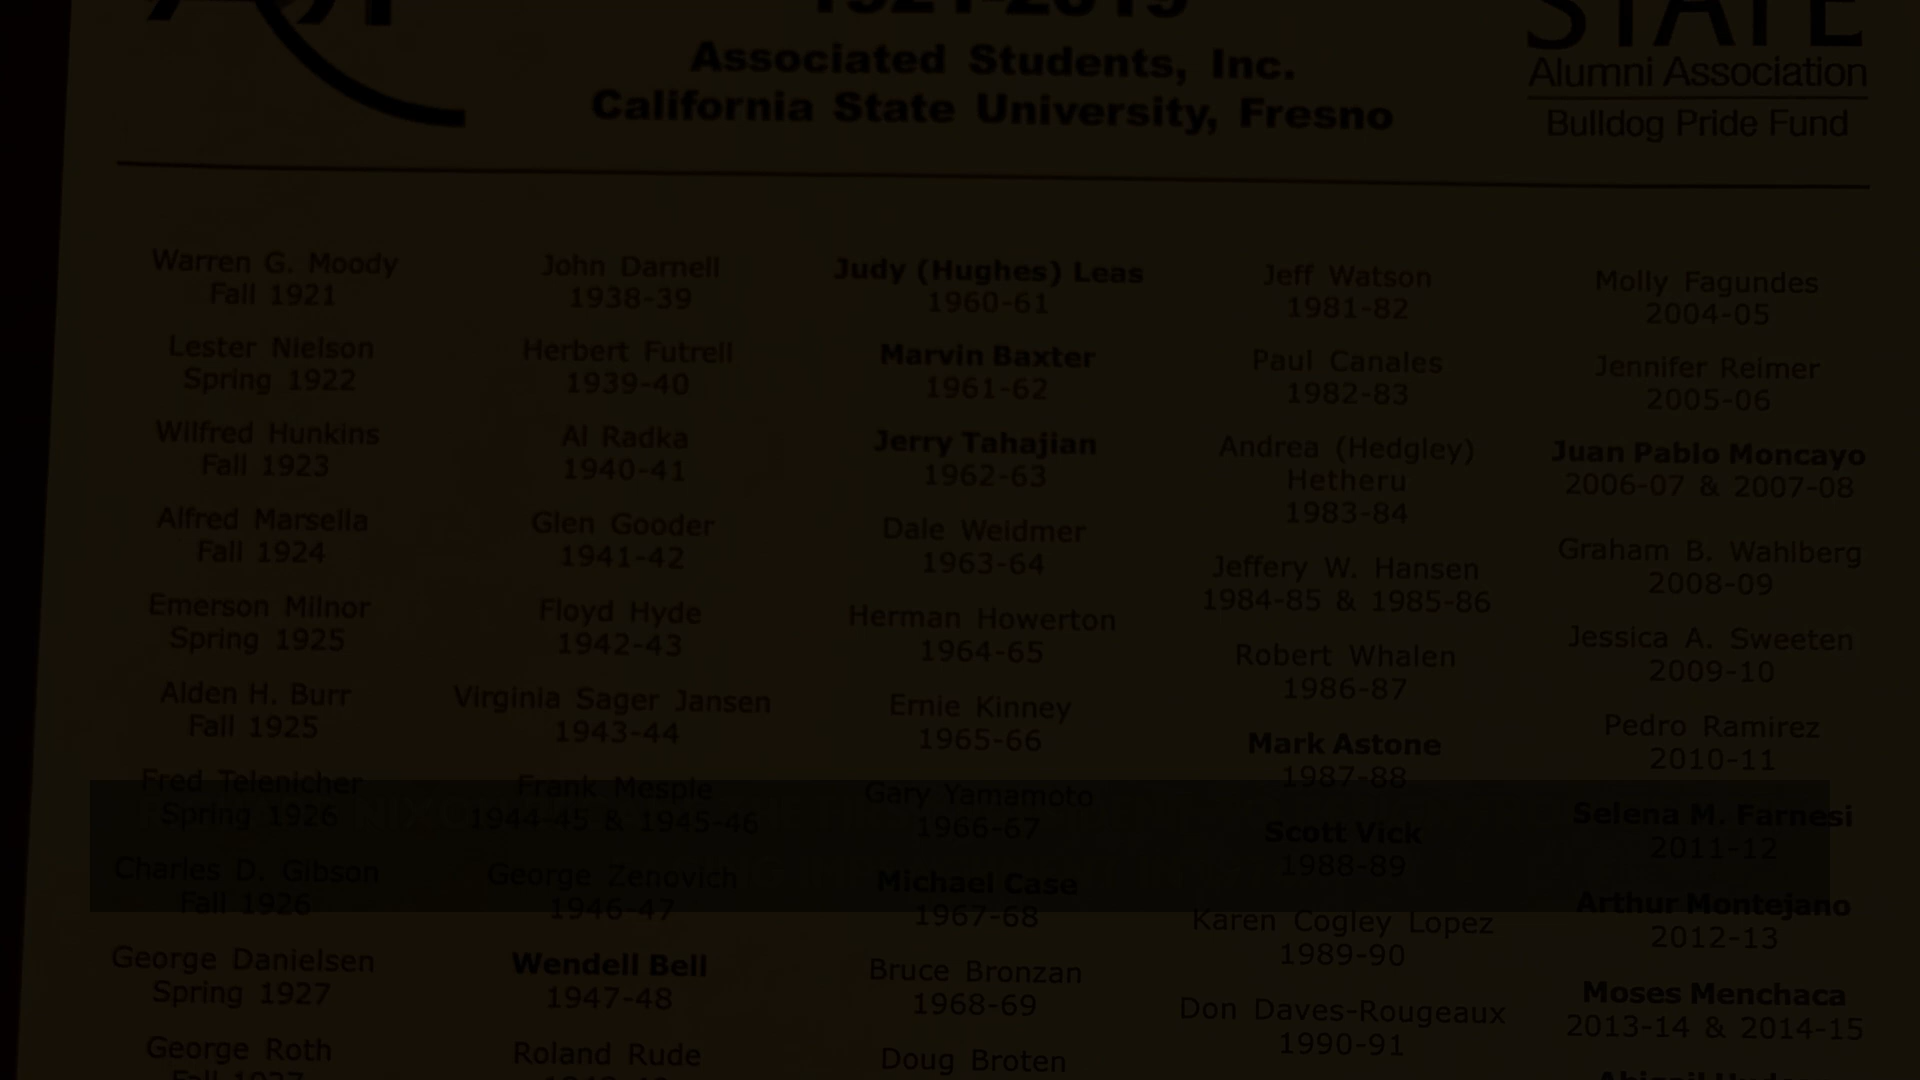 1921-2019
STATE
Associated Students, Inc.
California State University, Fresno
Alumni Association
Bulldog Pride Fund
Warren G. Moody
Fall 1921
Lester Nielson
Spring 1922
Wilfred Hunkins
Fall 1923
Alfred Marsella
Fall 1924
Emerson Milnor
Spring 1925
Alden H. Burr
Fall 1925
Fred Telenicher
Spring 1926
Charles D. Gibson
Fall 1926
George Danielsen
Spring 1927
George Roth
Fall 1927
John Darnell
1938-39
Herbert Futrell
1939-40
Al Radka
1940-41
Glen Gooder
1941-42
Floyd Hyde
1942-43
Virginia Sager Jansen
1943-44
Frank Mesple
1944-45 & 1945-46
George Zenovich
1946-47
Wendell Bell
1947-48
Roland Rude
Judy (Hughes) Leas
1960-61
Marvin Baxter
1961-62
Jerry Tahajian
1962-63
Dale Weidmer
1963-64
Herman Howerton
1964-65
Ernie Kinney
1965-66
Gary Yamamoto
1966-67
Michael Case
1967-68
Bruce Bronzan
1968-69
Doug Broten
Jeff Watson
1981-82
Paul Canales
1982-83
Andrea (Hedgley)
Hetheru
1983-84
Jeffery W. Hansen
1984-85 & 1985-86
Robert Whalen
1986-87
Mark Astone
1987-88
Scott Vick
1988-89
Karen Cogley Lopez
1989-90
Don Daves-Rougeaux
1990-91
Molly Fagundes
2004-05
Jennifer Reimer
2005-06
Juan Pablo Moncayo
2006-07 & 2007-08
Graham B. Wahlberg
2008-09
Jessica A. Sweeten
2009-10
Pedro Ramirez
2010-11
Selena M. Farnesi
2011-12
Arthur Montejano
2012-13
Moses Menchaca
2013-14 & 2014-15